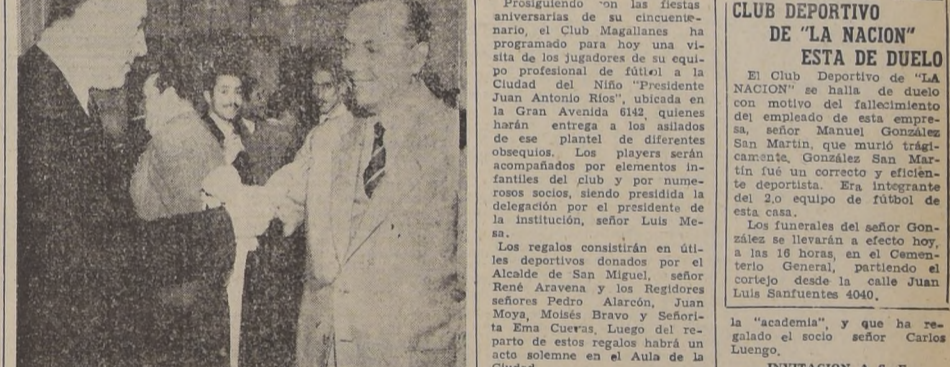 Prosiguiendo con las fiestas
aniversarias de su cincuente-
nario, el Club Magallanes ha
programado para hoy una vi-
sita de los jugadores de su equi-
po profesional de fútbol a la
Ciudad del Niño "Presidente
Juan Antonio Ríos", ubicada en
la Gran Avenida 6142, quienes
harán entrega a los asilados
de ese plantel de diferentes
obsequios. Los players serán
acompañados por elementos in-
fantiles del club y por nume-
rosos socios, siendo presidida la
delegación por el presidente de
la institución, señor Luis Me-
sa.
Los regalos consistirán en úti-
les deportivos donados por el
Alcalde de San Miguel, señor
René Aravena y los Regidores
señores Pedro Alarcón, Juan
Moya, Moisés Bravo y Señori-
ta Ema Cuevas. Luego del re-
parto de estos regalos habrá un
acto solemne en el Aula de la
Ciudad.
CLUB DEPORTIVO
DE "LA NACION"
ESTA DE DUELO
El Club Deportivo de "LA
NACION" se halla de duelo
con motivo del fallecimiento
del empleado de esta empre-
sa, señor Manuel González
San Martín, que murió trági-
camente. González San Mar-
tín fué un correcto y eficien-
te deportista. Era integrante
del 2.o equipo de fútbol de
esta casa.
Los funerales del señor Gon-
zález se llevarán a efecto hoy,
a las 16 horas, en el Cemen-
terio General, partiendo el
cortejo desde la calle Juan
Luis Sanfuentes 4040.
la "academia", y que ha re-
galado el socio señor Carlos
Luengo.